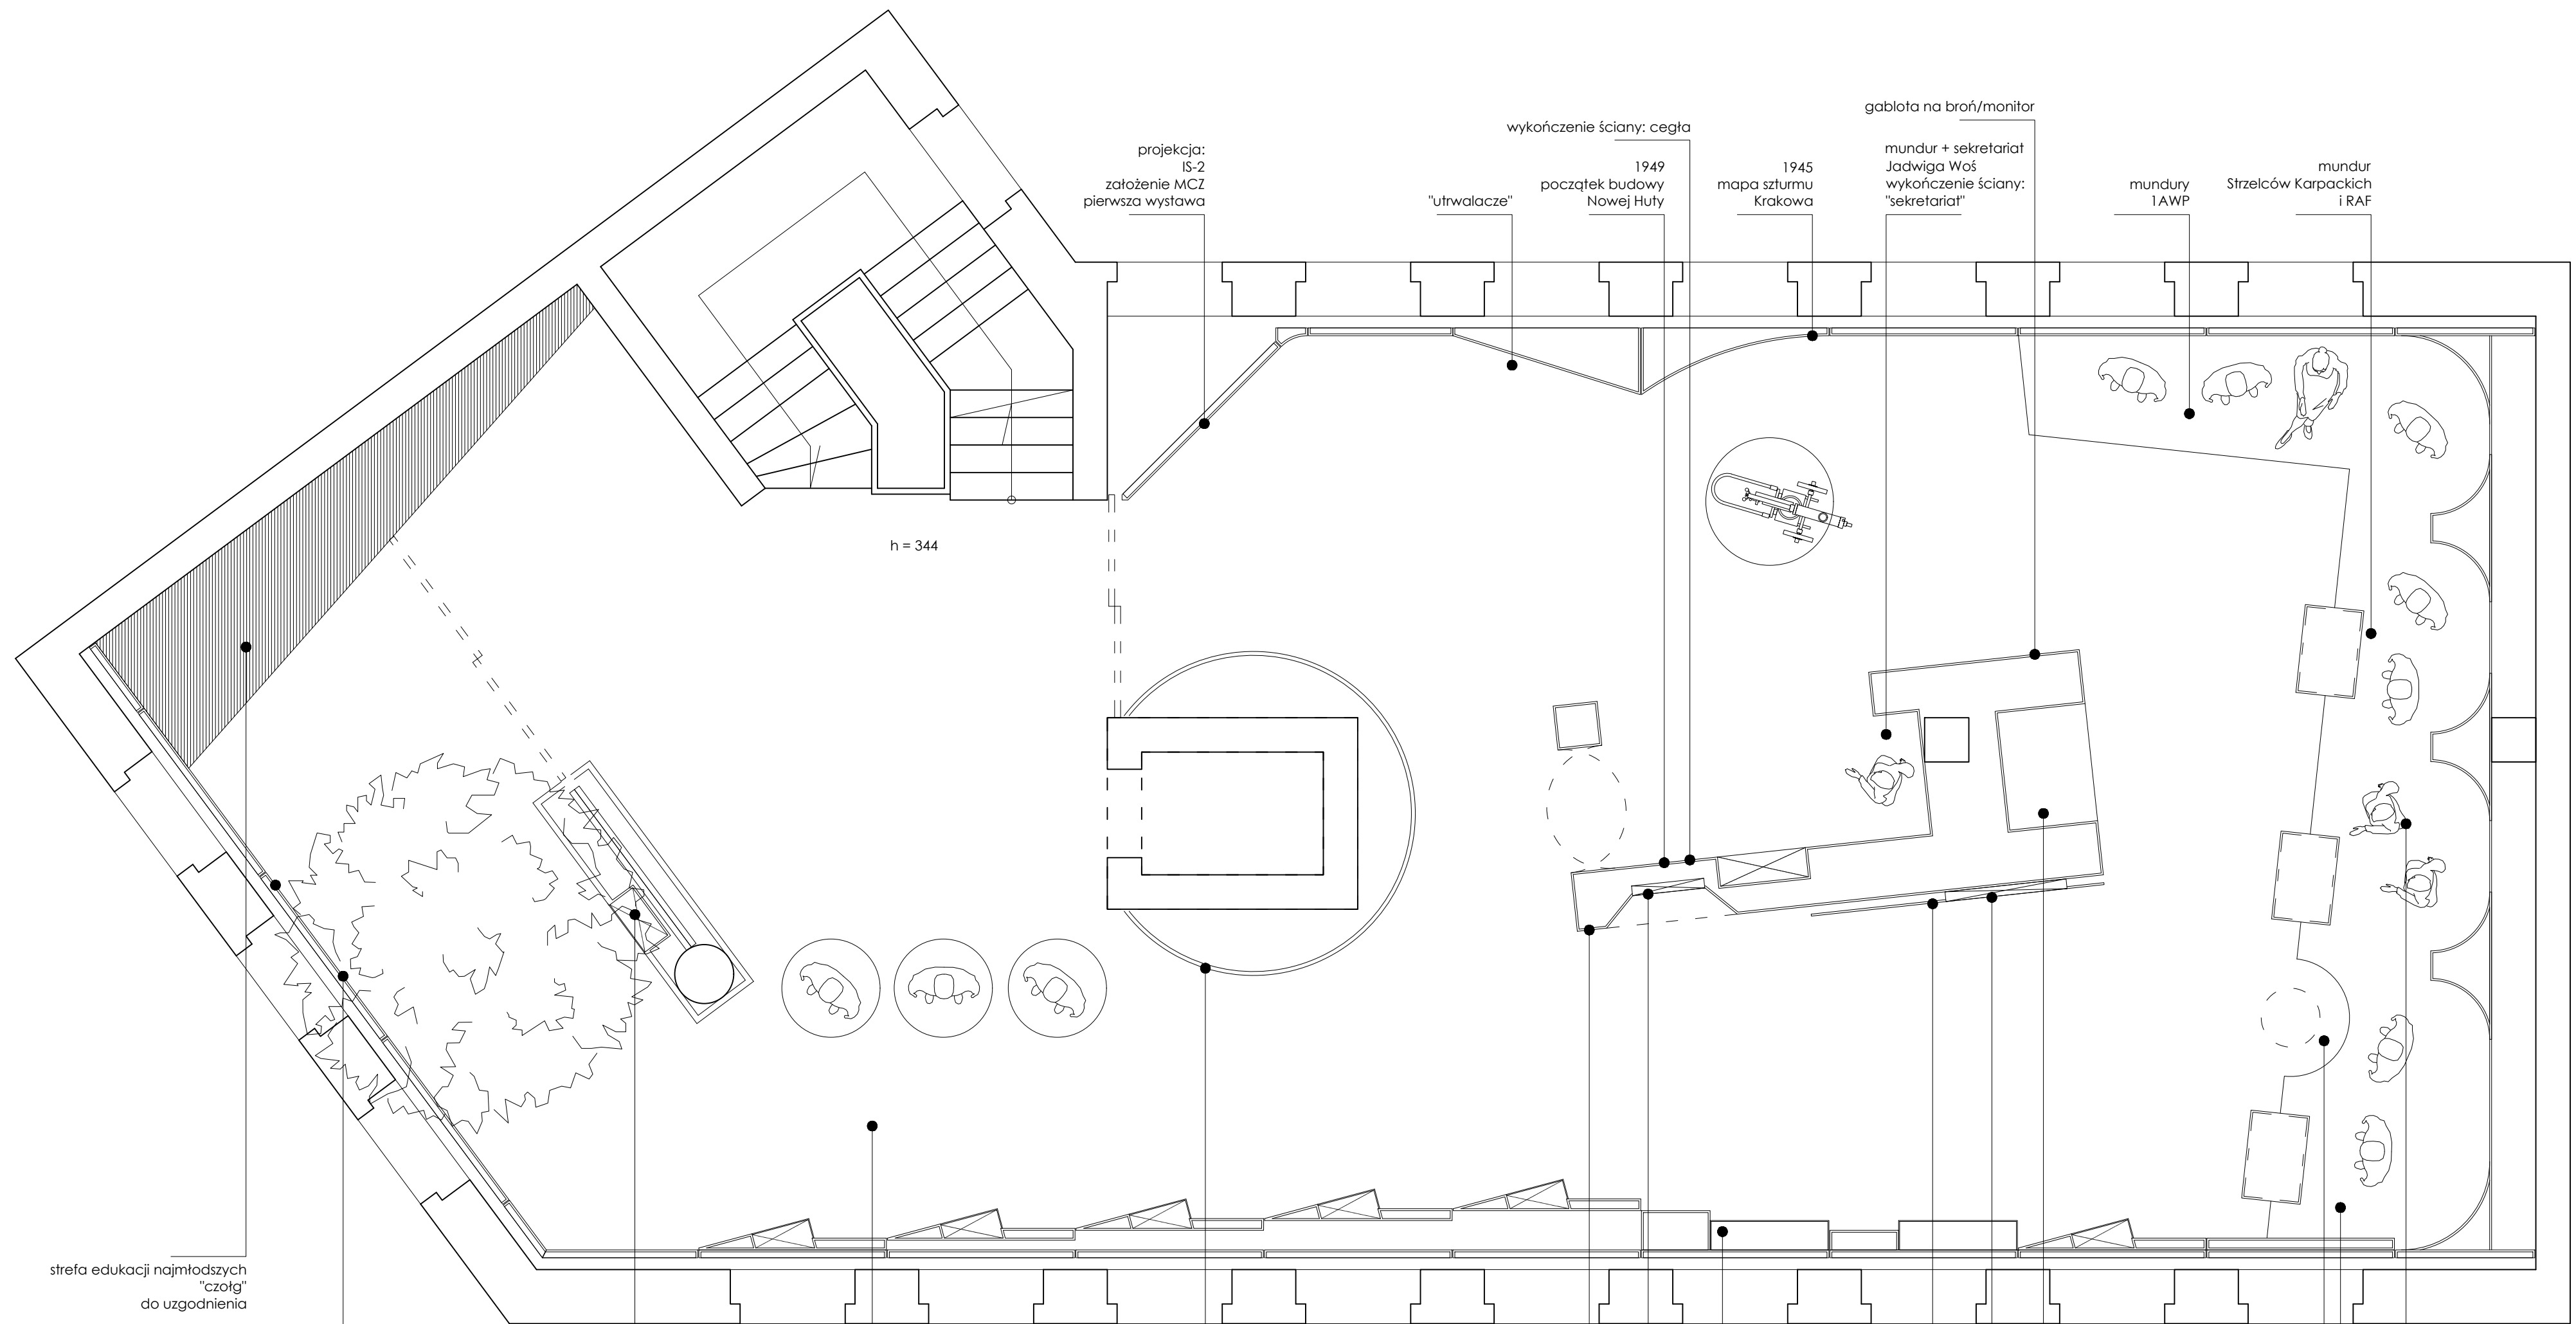 gablota na broń/monitor
wykończenie ściany: cegła
projekcja:
IS-2
założenie MCZ
pierwsza wystawa
"utrwalacze"
1949
początek budowy
Nowej Huty
1945
mapa szturmu
Krakowa
mundur + sekretariat
Jadwiga Woś
wykończenie ściany:
"sekretariat"
mundury
1AWP
mundur
Strzelców Karpackich
i RAF
h = 344
strefa edukacji najmłodszych
"czołg"
do uzgodnienia